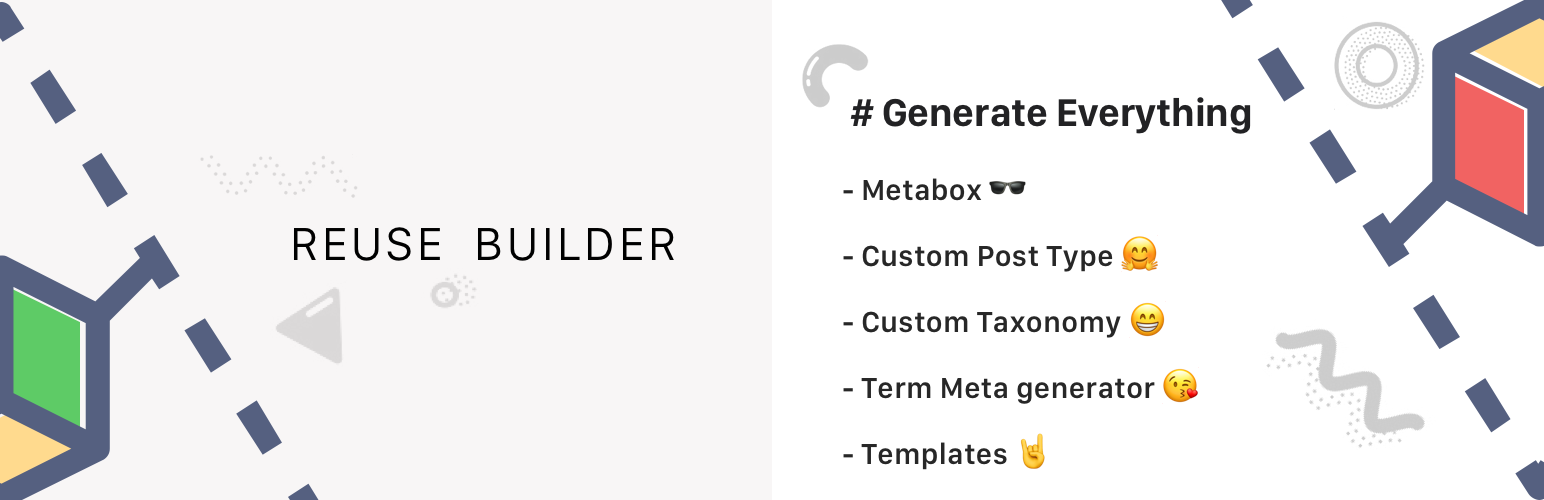 REUSE BUILDER
# Generate Everything
- Metabox 🕶️
- Custom Post Type 🤗
- Custom Taxonomy 😁
- Term Meta generator 😘
- Templates 🤘